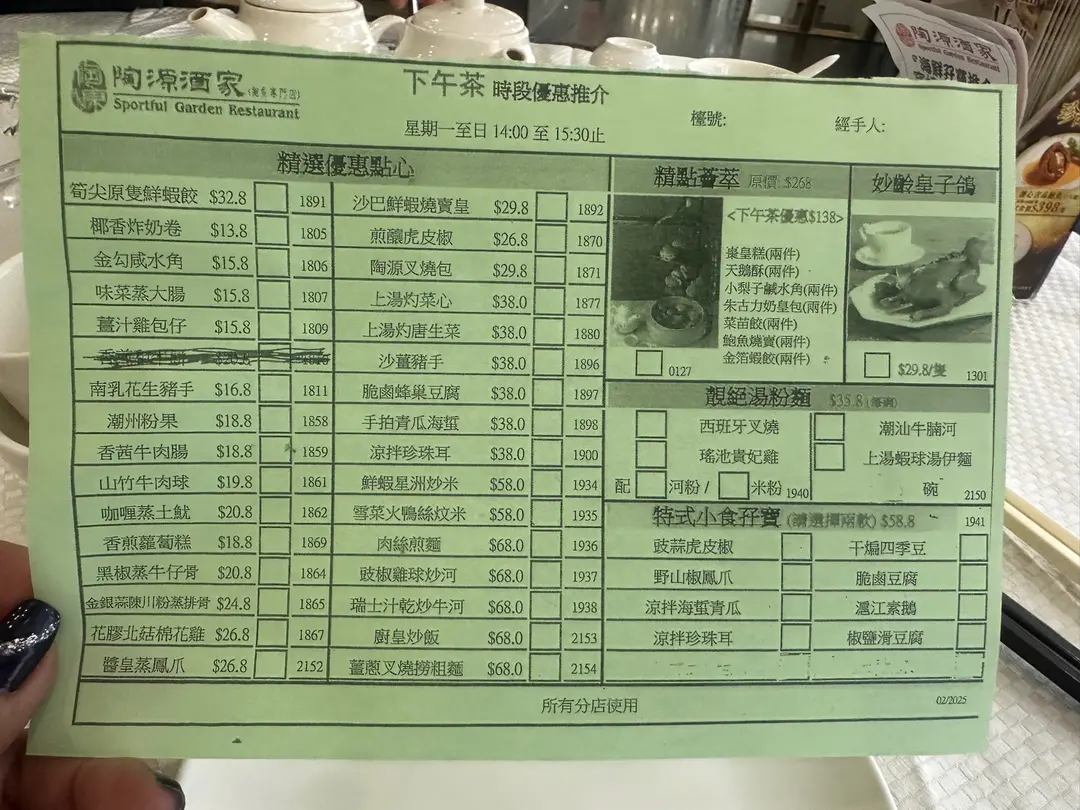 陶源酒家(鮑魚專門店)
Sportful Garden Restaurant
下午茶 時段優惠推介
星期一至日 14:00 至 15:30止
檯號:
經手人:
精選優惠點心
筍尖原隻鮮蝦餃 $32.8 1891
椰香炸奶卷 $13.8 1805
金勾咸水角 $15.8 1806
味菜蒸大腸 $15.8 1807
薑汁雞包仔 $15.8 1809
南乳花生豬手 $16.8 1811
潮州粉果 $18.8 1858
香茜牛肉腸 $18.8 1859
山竹牛肉球 $19.8 1861
咖喱蒸土魷 $20.8 1862
香煎蘿蔔糕 $18.8 1869
黑椒蒸牛仔骨 $20.8 1864
金銀蒜陳川粉蒸排骨 $24.8 1865
花膠北菇棉花雞 $26.8 1867
醬皇蒸鳳爪 $26.8 2152
沙巴鮮蝦燒賣皇 $29.8 1892
煎釀虎皮椒 $26.8 1870
陶源叉燒包 $29.8 1871
上湯灼菜心 $38.0 1877
上湯灼唐生菜 $38.0 1880
沙薑豬手 $38.0 1896
脆鹵蜂巢豆腐 $38.0 1897
手拍青瓜海蜇 $38.0 1898
涼拌珍珠耳 $38.0 1900
鮮蝦星洲炒米 $58.0 1934
雪菜火鴨絲炆米 $58.0 1935
肉絲煎麵 $68.0 1936
豉椒雞球炒河 $68.0 1937
瑞士汁乾炒牛河 $68.0 1938
廚皇炒飯 $68.0 2153
薑蔥叉燒撈粗麵 $68.0 2154
精點薈萃 原價: $268
<下午茶優惠$138>
棗皇糕(兩件)
天鵝酥(兩件)
小梨子鹹水角(兩件)
朱古力奶皇包(兩件)
菜苗餃(兩件)
鮑魚燒賣(兩件)
金箔蝦餃(兩件)
0127
妙齡皇子鴿
$29.8/隻 1301
靚絕湯粉麵 $35.8
西班牙叉燒
潮汕牛腩河
瑤池貴妃雞
上湯蝦球湯伊麵
配 河粉 / 米粉 1940
碗 2150
特式小食孖寶 (請選擇兩款) $58.8 1941
豉蒜虎皮椒
干煸四季豆
野山椒鳳爪
脆鹵豆腐
涼拌海蜇青瓜
滬江素鵝
涼拌珍珠耳
椒鹽滑豆腐
所有分店使用
02/2025
陶源酒家
Sportful Garden Restaurant